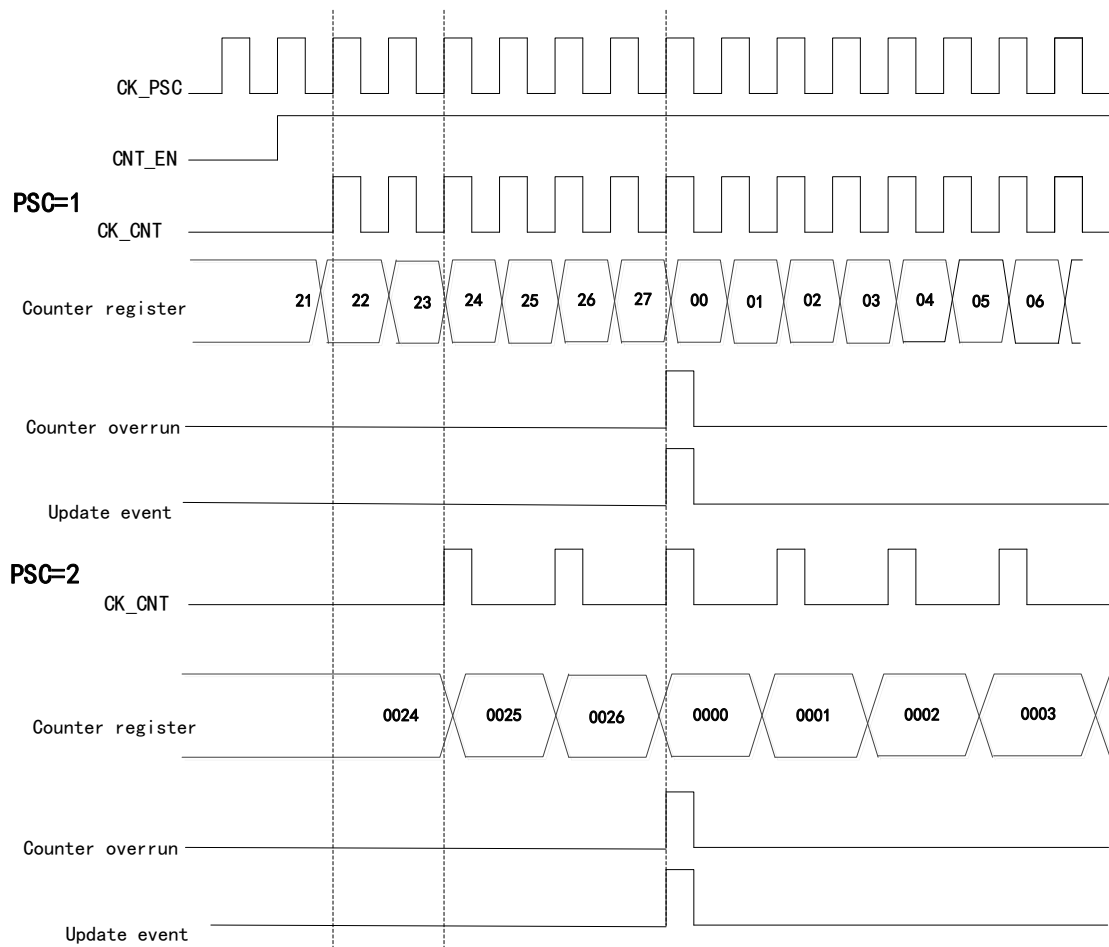 CK_PSC
CNT_EN
PSC=1
CK_CNT
Counter register 21 22 23 24 25 26 27 00 01 02 03 04 05 06
Counter overrun
Update event
PSC=2
CK_CNT
Counter register 0024 0025 0026 0000 0001 0002 0003
Counter overrun
Update event